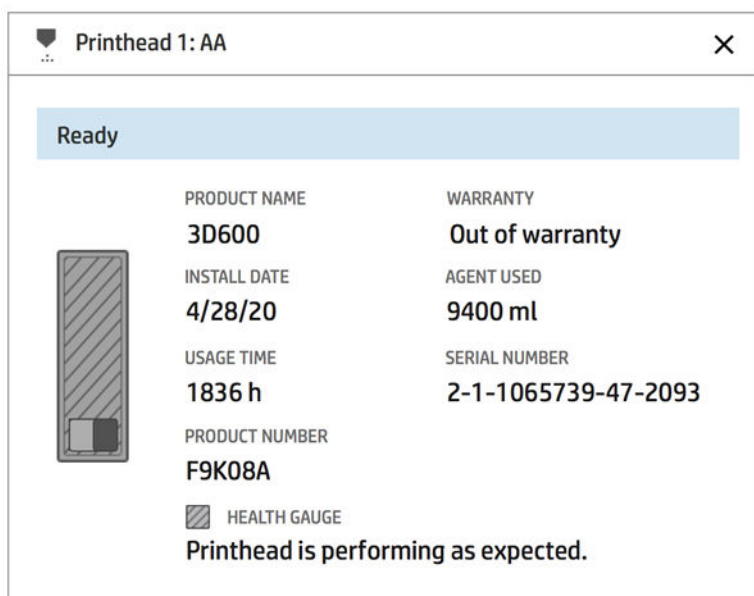 Printhead 1: AA
Ready
PRODUCT NAME
3D600
WARRANTY
Out of warranty
INSTALL DATE
4/28/20
AGENT USED
9400 ml
USAGE TIME
1836 h
SERIAL NUMBER
2-1-1065739-47-2093
PRODUCT NUMBER
F9K08A
HEALTH GAUGE
Printhead is performing as expected.